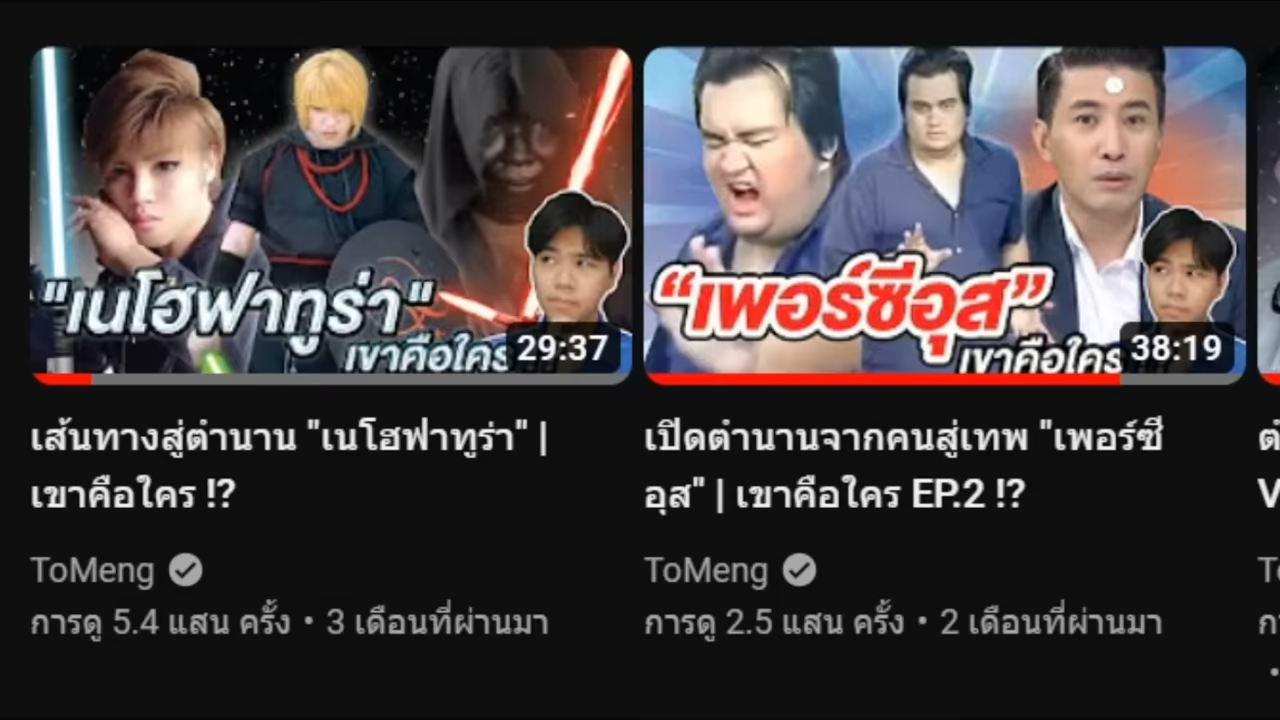 "เนโฮฟาทูร่า"
เขาคือใคร
29:37
"เพอร์ซีอุส"
เขาคือใคร
38:19
เส้นทางสู่ตำนาน "เนโฮฟาทูร่า" |
เขาคือใคร !?
ToMeng
การดู 5.4 แสน ครั้ง • 3 เดือนที่ผ่านมา
เปิดตำนานจากคนสู่เทพ "เพอร์ซี
อุส" | เขาคือใคร EP.2 !?
ToMeng
การดู 2.5 แสน ครั้ง • 2 เดือนที่ผ่านมา